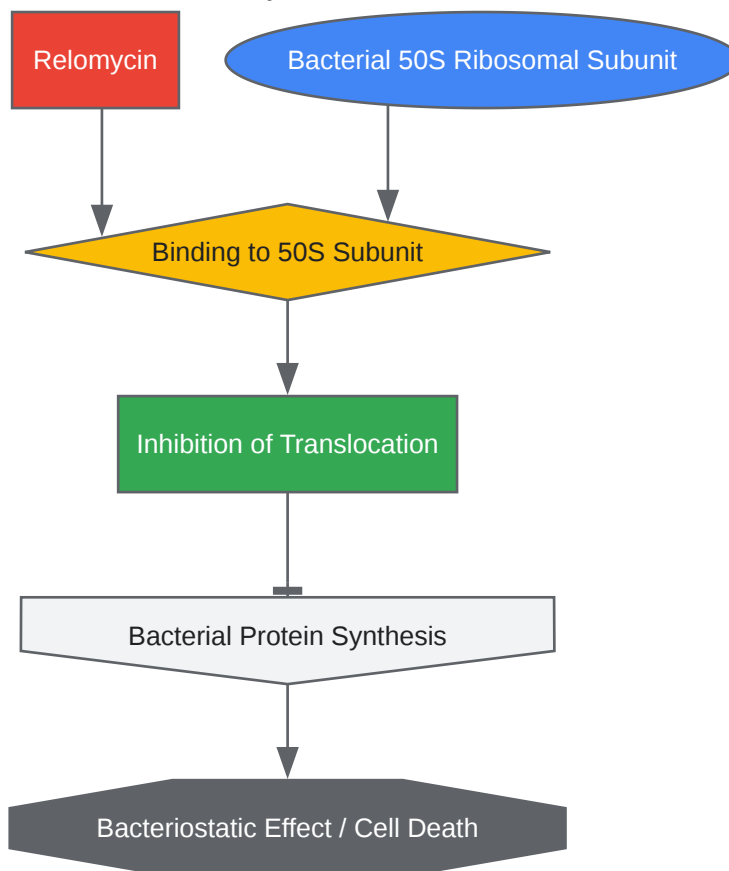 Relomycin
Bacterial 50S Ribosomal Subunit
Binding to 50S Subunit
Inhibition of Translocation
Bacterial Protein Synthesis
Bacteriostatic Effect / Cell Death